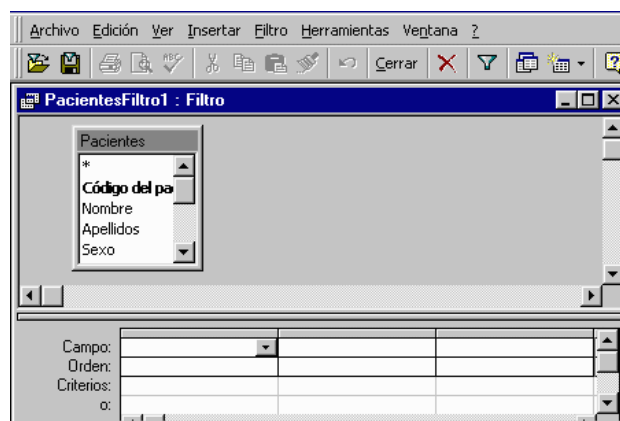 Archivo Edición Ver Insertar Filtro Herramientas Ventana ?
ABC Cerrar ?
PacientesFiltro1 : Filtro
Pacientes
*
Código del pa
Nombre
Apellidos
Sexo
Campo:
Orden:
Criterios:
o: